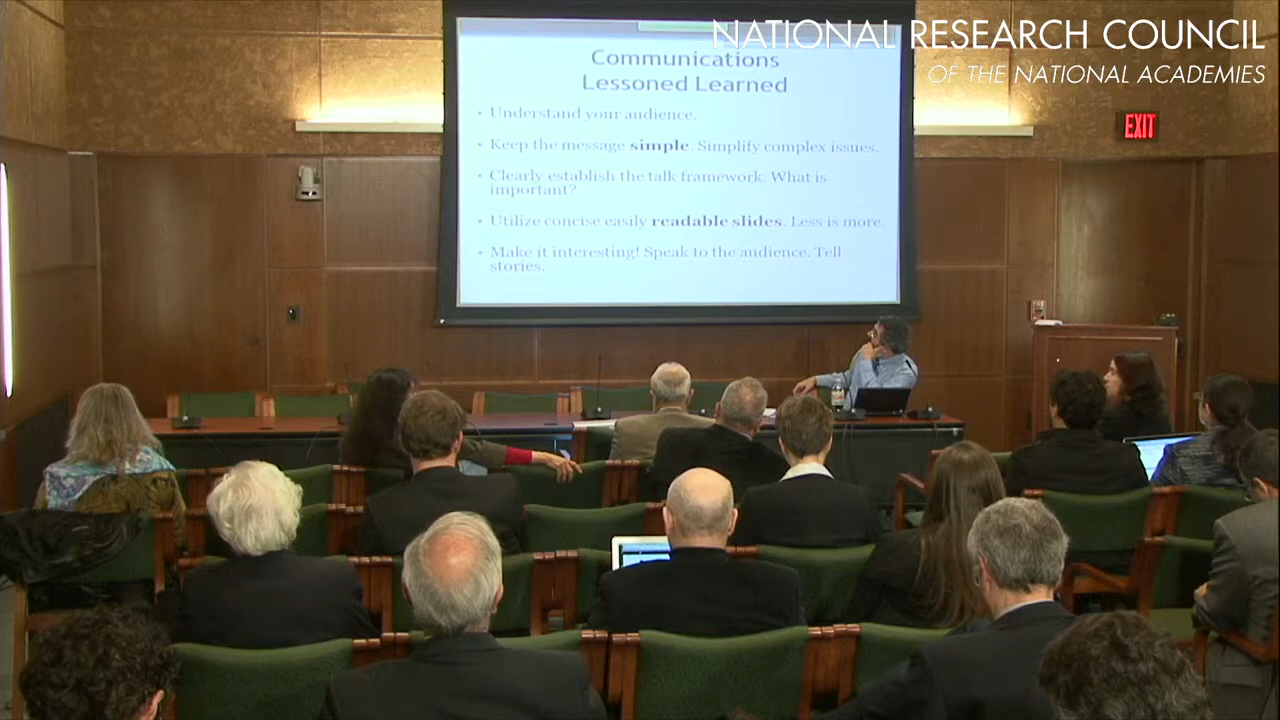 NATIONAL RESEARCH COUNCIL
OF THE NATIONAL ACADEMIES
Communications
Lessoned Learned
• Understand your audience.
• Keep the message simple. Simplify complex issues.
• Clearly establish the talk framework. What is
important?
• Utilize concise easily readable slides. Less is more.
• Make it interesting! Speak to the audience. Tell
stories.
EXIT